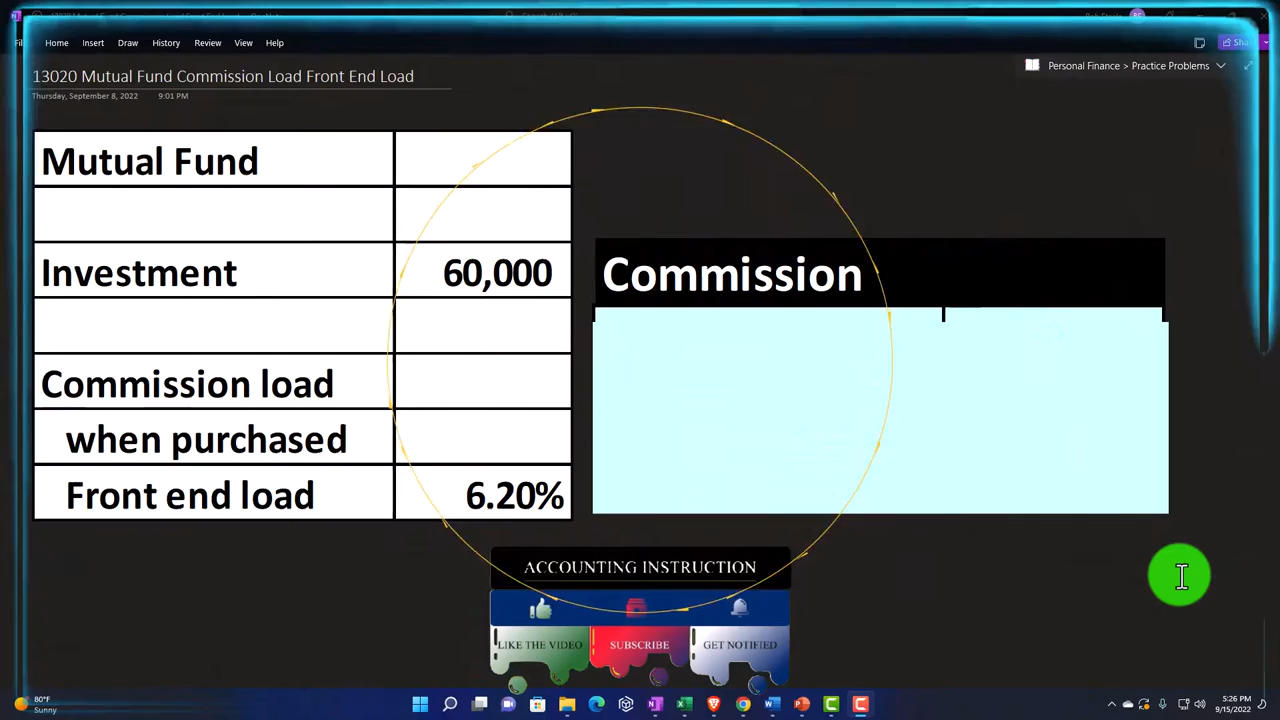 Home Insert Draw History Review View Help
13020 Mutual Fund Commission Load Front End Load
Thursday, September 8, 2022 9:01 PM
Personal Finance > Practice Problems
Mutual Fund
Investment 60,000
Commission load
when purchased
Front end load 6.20%
Commission
ACCOUNTING INSTRUCTION
LIKE THE VIDEO SUBSCRIBE GET NOTIFIED
80°F
Sunny
5:26 PM
9/15/2022